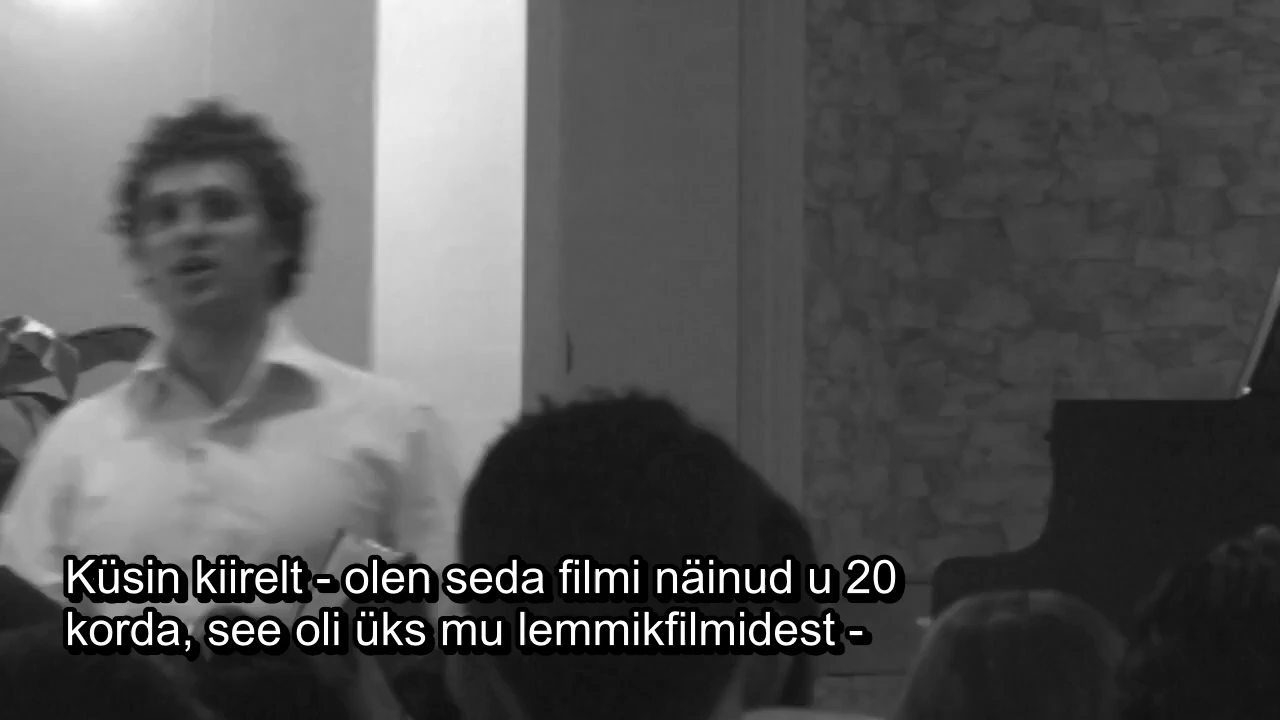 Küsin kiirelt - olen seda filmi näinud u 20
korda, see oli üks mu lemmikfilmidest -